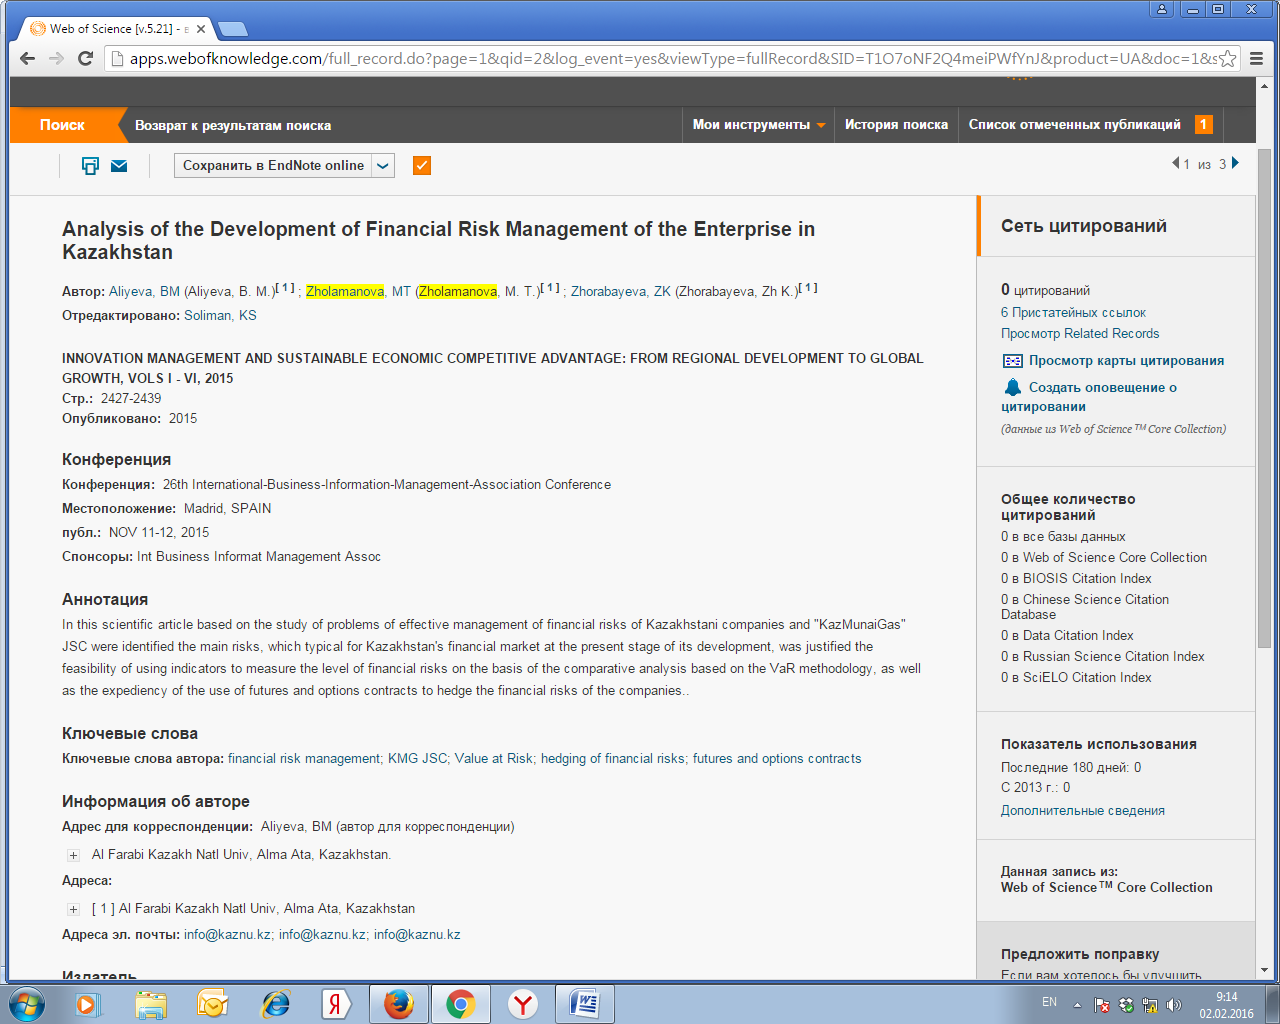 Web of Science [v.5.21] - в
apps.webofknowledge.com/full_record.do?page=1&qid=2&log_event=yes&viewType=fullRecord&SID=T1O7oNF2Q4meiPWfYnJ&product=UA&doc=1&s
Поиск
Возврат к результатам поиска
Мои инструменты
История поиска
Список отмеченных публикаций 1
Сохранить в EndNote online
1 из 3
Analysis of the Development of Financial Risk Management of the Enterprise in
Kazakhstan
Автор: Aliyeva, BM (Aliyeva, B. M.)[ 1 ] ; Zholamanova, MT (Zholamanova, M. T.)[ 1 ] ; Zhorabayeva, ZK (Zhorabayeva, Zh K.)[ 1 ]
Отредактировано: Soliman, KS
INNOVATION MANAGEMENT AND SUSTAINABLE ECONOMIC COMPETITIVE ADVANTAGE: FROM REGIONAL DEVELOPMENT TO GLOBAL
GROWTH, VOLS I - VI, 2015
Стр.: 2427-2439
Опубликовано: 2015
Конференция
Конференция: 26th International-Business-Information-Management-Association Conference
Местоположение: Madrid, SPAIN
публ.: NOV 11-12, 2015
Спонсоры: Int Business Informat Management Assoc
Аннотация
In this scientific article based on the study of problems of effective management of financial risks of Kazakhstani companies and "KazMunaiGas"
JSC were identified the main risks, which typical for Kazakhstan's financial market at the present stage of its development, was justified the
feasibility of using indicators to measure the level of financial risks on the basis of the comparative analysis based on the VaR methodology, as well
as the expediency of the use of futures and options contracts to hedge the financial risks of the companies..
Ключевые слова
Ключевые слова автора: financial risk management; KMG JSC; Value at Risk; hedging of financial risks; futures and options contracts
Информация об авторе
Адрес для корреспонденции: Aliyeva, BM (автор для корреспонденции)
Al Farabi Kazakh Natl Univ, Alma Ata, Kazakhstan.
Адреса:
[ 1 ] Al Farabi Kazakh Natl Univ, Alma Ata, Kazakhstan
Адреса эл. почты: info@kaznu.kz; info@kaznu.kz; info@kaznu.kz
Издатель
Сеть цитирований
0 цитирований
6 Пристатейных ссылок
Просмотр Related Records
Просмотр карты цитирования
Создать оповещение о
цитировании
(данные из Web of Science™ Core Collection)
Общее количество
цитирований
0 в все базы данных
0 в Web of Science Core Collection
0 в BIOSIS Citation Index
0 в Chinese Science Citation
Database
0 в Data Citation Index
0 в Russian Science Citation Index
0 в SciELO Citation Index
Показатель использования
Последние 180 дней: 0
С 2013 г.: 0
Дополнительные сведения
Данная запись из:
Web of Science™ Core Collection
Предложить поправку
Если вам хотелось бы улучшить
EN
9:14
02.02.2016